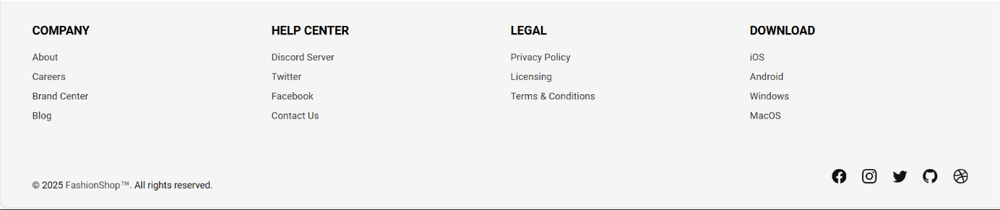 COMPANY
About
Careers
Brand Center
Blog
HELP CENTER
Discord Server
Twitter
Facebook
Contact Us
LEGAL
Privacy Policy
Licensing
Terms & Conditions
DOWNLOAD
iOS
Android
Windows
MacOS
© 2025 FashionShop™. All rights reserved.